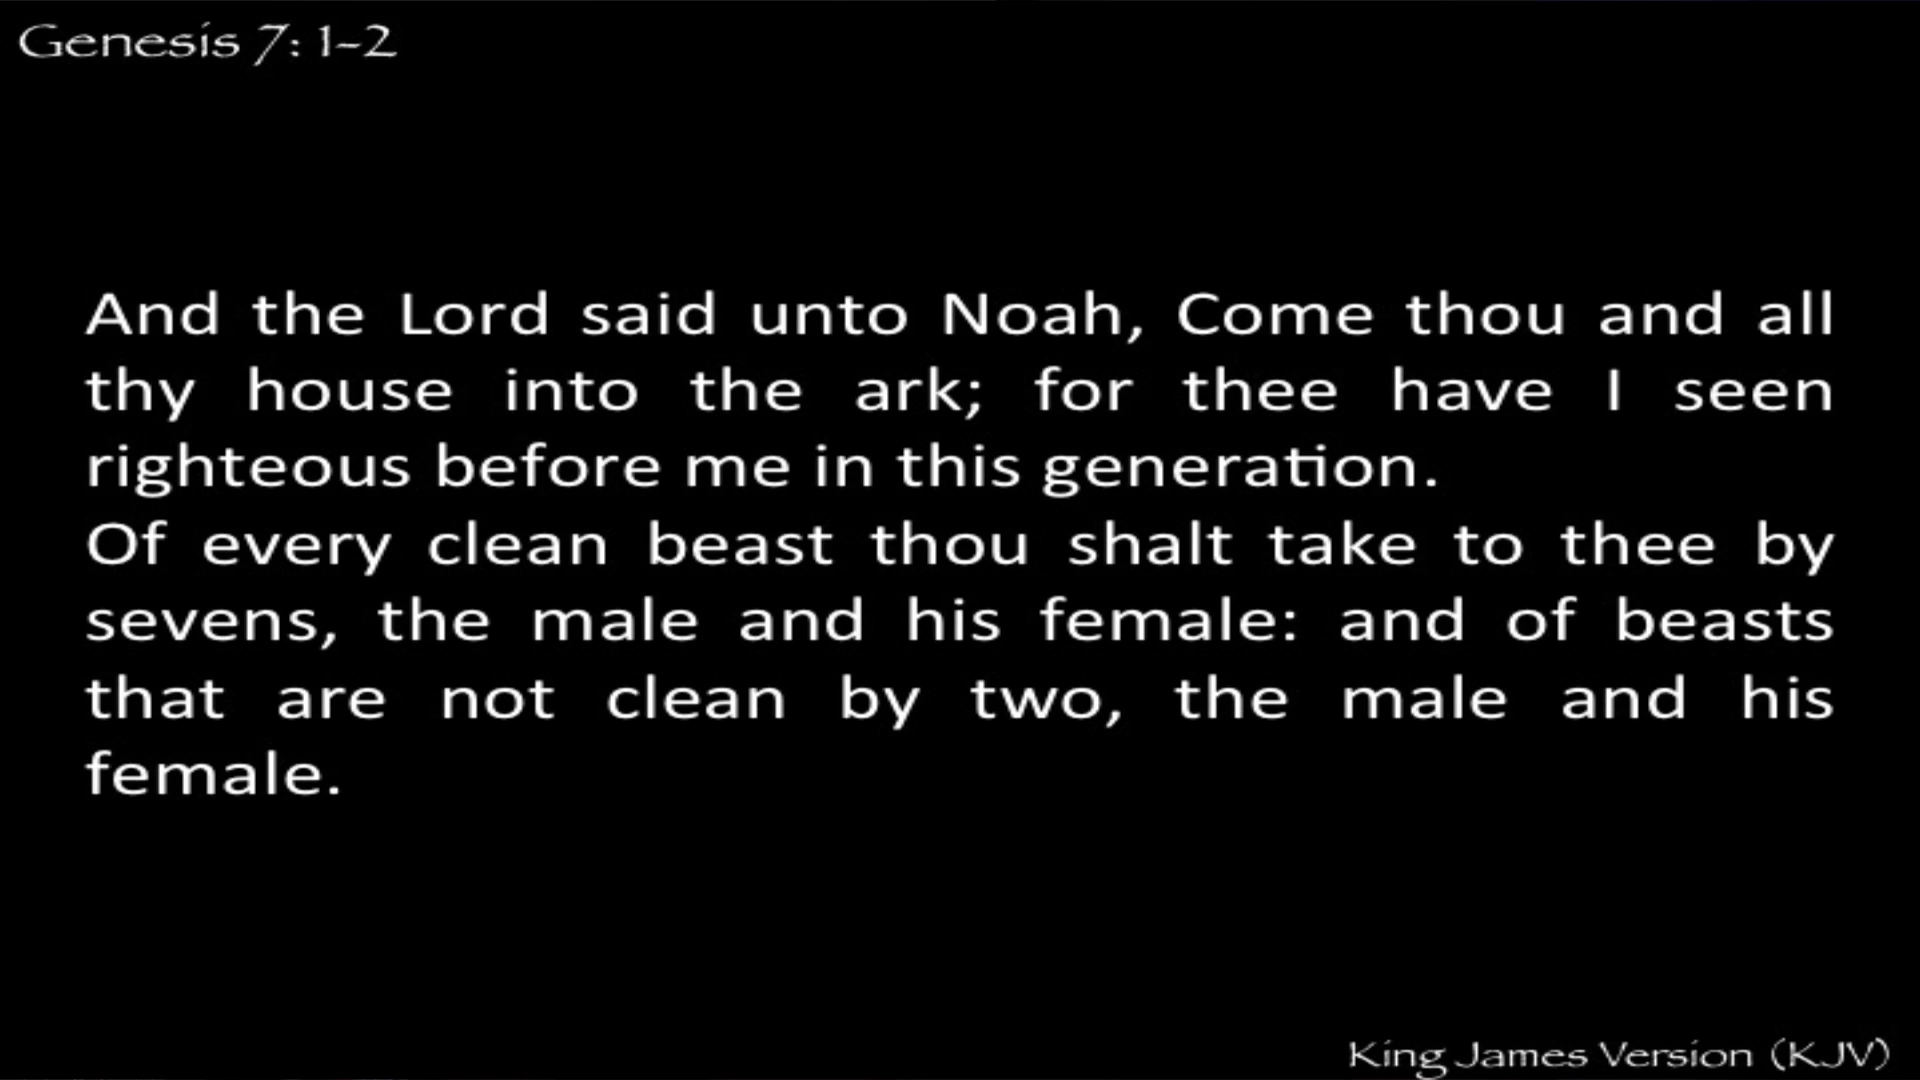 Genesis 7: 1-2
And the Lord said unto Noah, Come thou and all
thy house into the ark; for thee have I seen
righteous before me in this generation.
Of every clean beast thou shalt take to thee by
sevens, the male and his female: and of beasts
that are not clean by two, the male and his
female.
King James Version (KJV)